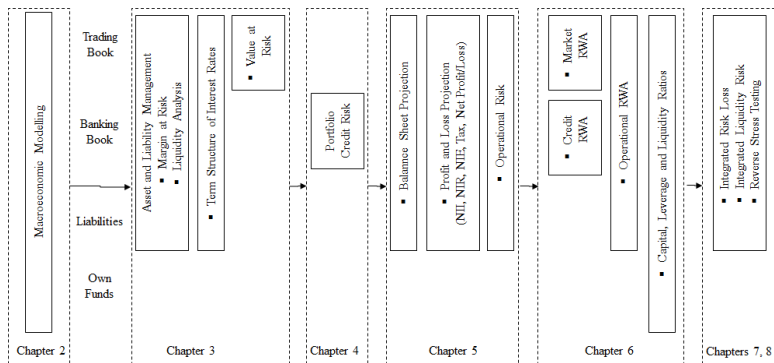 Macroeconomic Modelling
Trading
Book
Banking
Book
Liabilities
Own
Funds
Asset and Liability Management
▪ Margin at Risk
▪ Liquidity Analysis
▪ Term Structure of Interest Rates
▪ Value at
Risk
Portfolio
Credit Risk
▪ Balamce Sheet Projection
▪ Profit and Loss Projection
(NII, NIR, NIE, Tax, Net Profit/Loss)
▪ Operational Risk
▪ Market
RWA
▪ Credit
RWA
▪ Operational RWA
▪ Capital, Leverage and Liquidity Ratios
▪ Integrated Risk Loss
▪ Integrated Liquidity Risk
▪ Reverse Stress Testing
Chapter 2
Chapter 3
Chapter 4
Chapter 5
Chapter 6
Chapters 7, 8